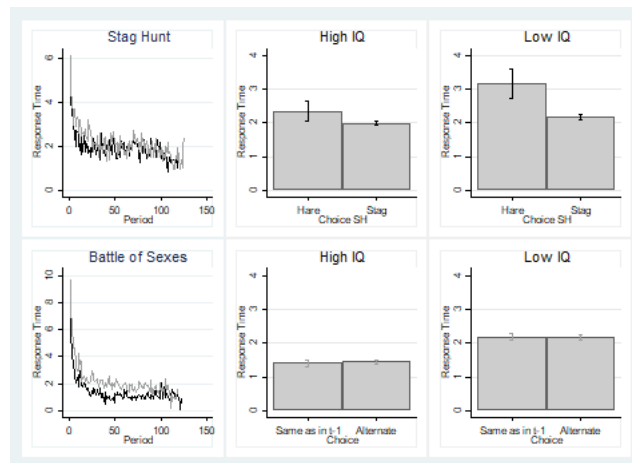 Stag Hunt
Response Time
0 2 4 6
0 50 100 150
Period
High IQ
Response Time
0 1 2 3 4
Hare Stag
Choice SH
Low IQ
Response Time
0 1 2 3 4
Hare Stag
Choice SH
Battle of Sexes
Response Time
0 2 4 6 8 10
0 50 100 150
Period
High IQ
Response Time
0 1 2 3 4
Same as in t-1 Alternate
Choice
Low IQ
Response Time
0 1 2 3 4
Same as in t-1 Alternate
Choice